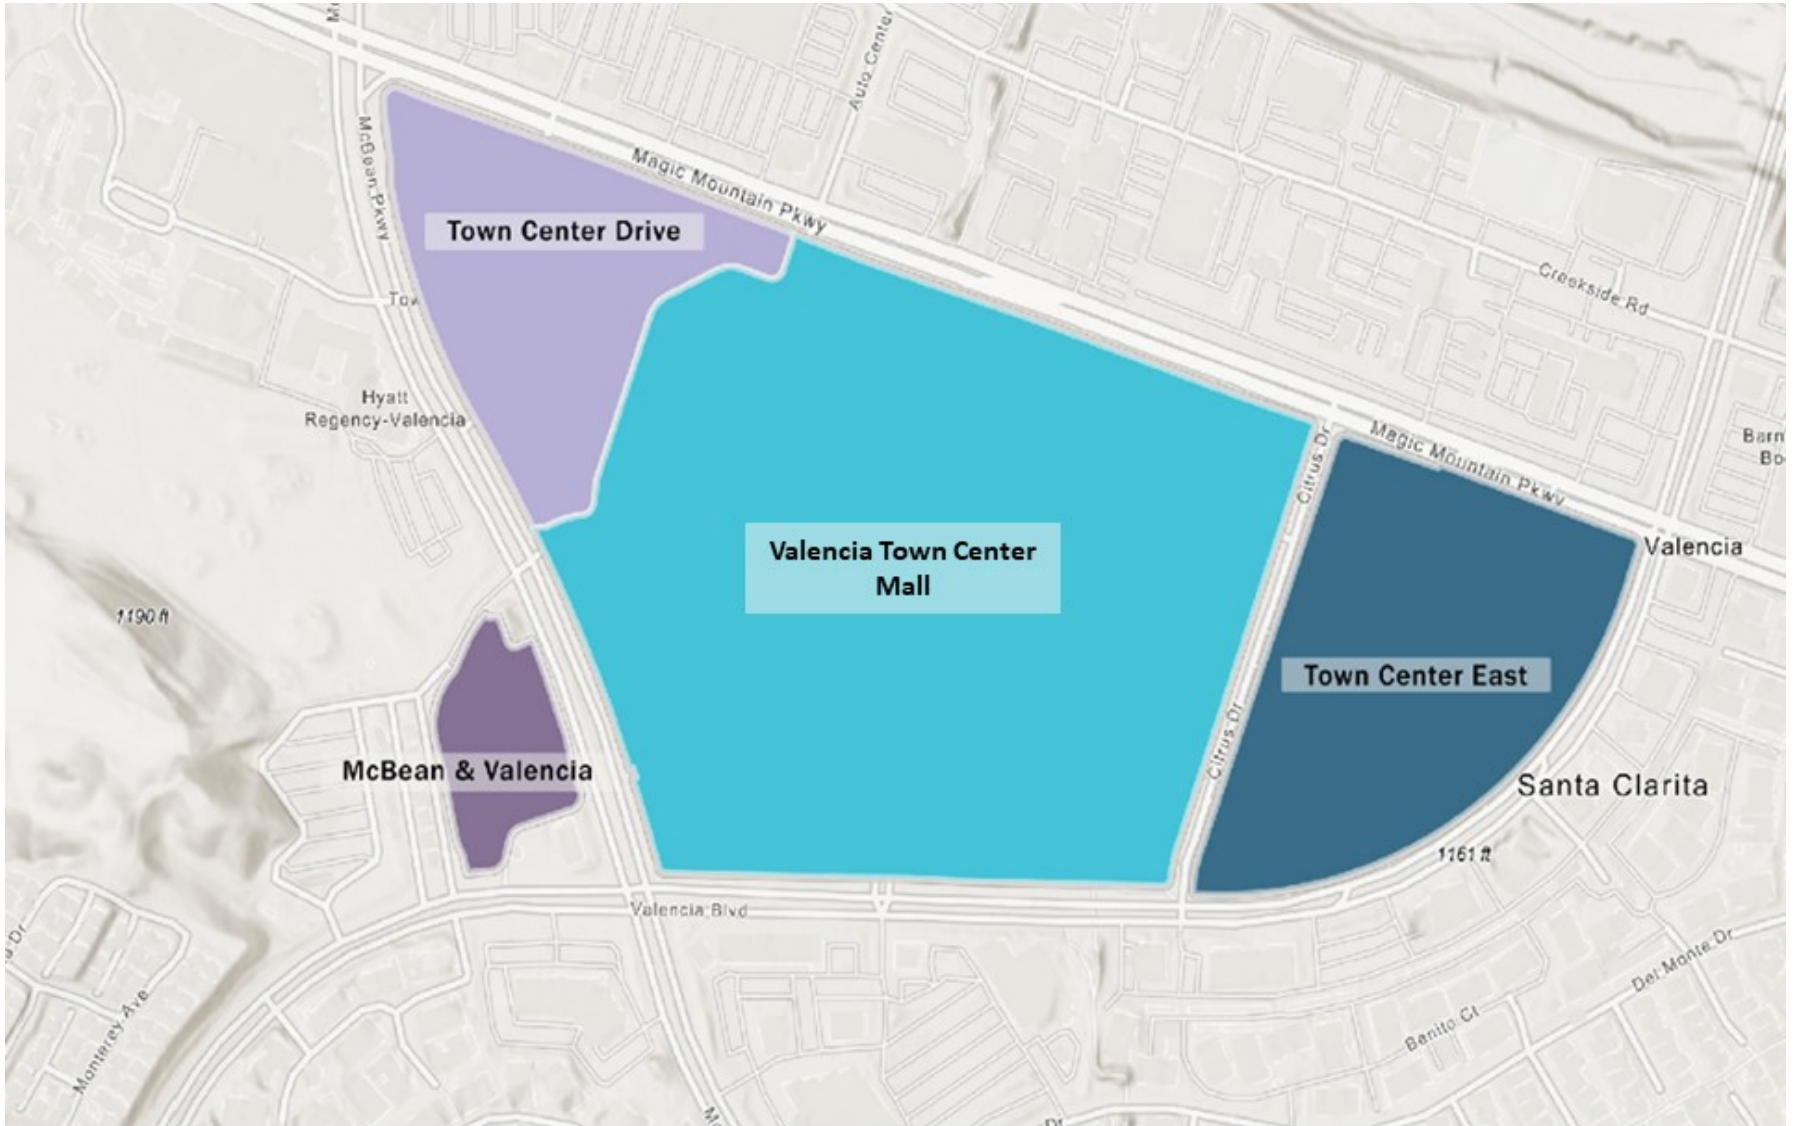 Auto Center
McBean Pkwy
Magic Mountain Pkwy
Town Center Drive
Creekside Rd
Hyatt
Regency-Valencia
Citrus Dr
Magic Mountain Pkwy
Valencia Town Center
Mall
Valencia
1190 ft
Town Center East
Citrus Dr
McBean & Valencia
Santa Clarita
1161 ft
Valencia Blvd
Del Monte Dr
Benito Ct
Monterey Ave